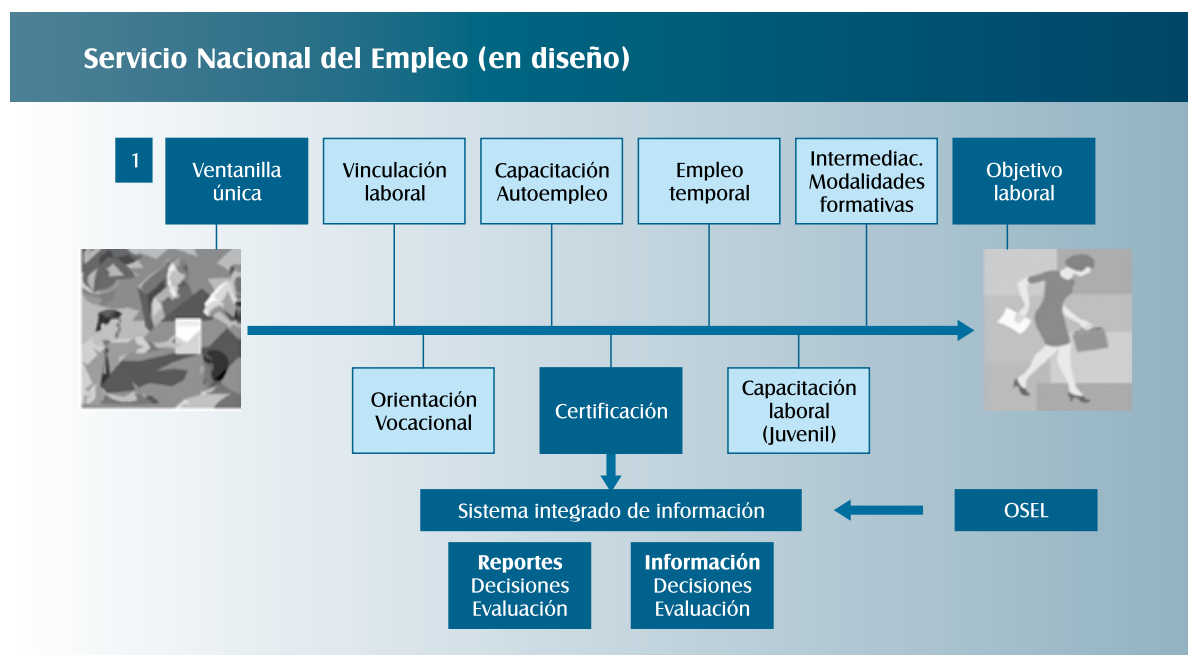 Servicio Nacional del Empleo (en diseño)
1
Ventanilla
única
Vinculación
laboral
Capacitación
Autoempleo
Empleo
temporal
Intermediac.
Modalidades
formativas
Objetivo
laboral
Orientación
Vocacional
Certificación
Capacitación
laboral
(Juvenil)
Sistema integrado de información
OSEL
Reportes
Decisiones
Evaluación
Información
Decisiones
Evaluación